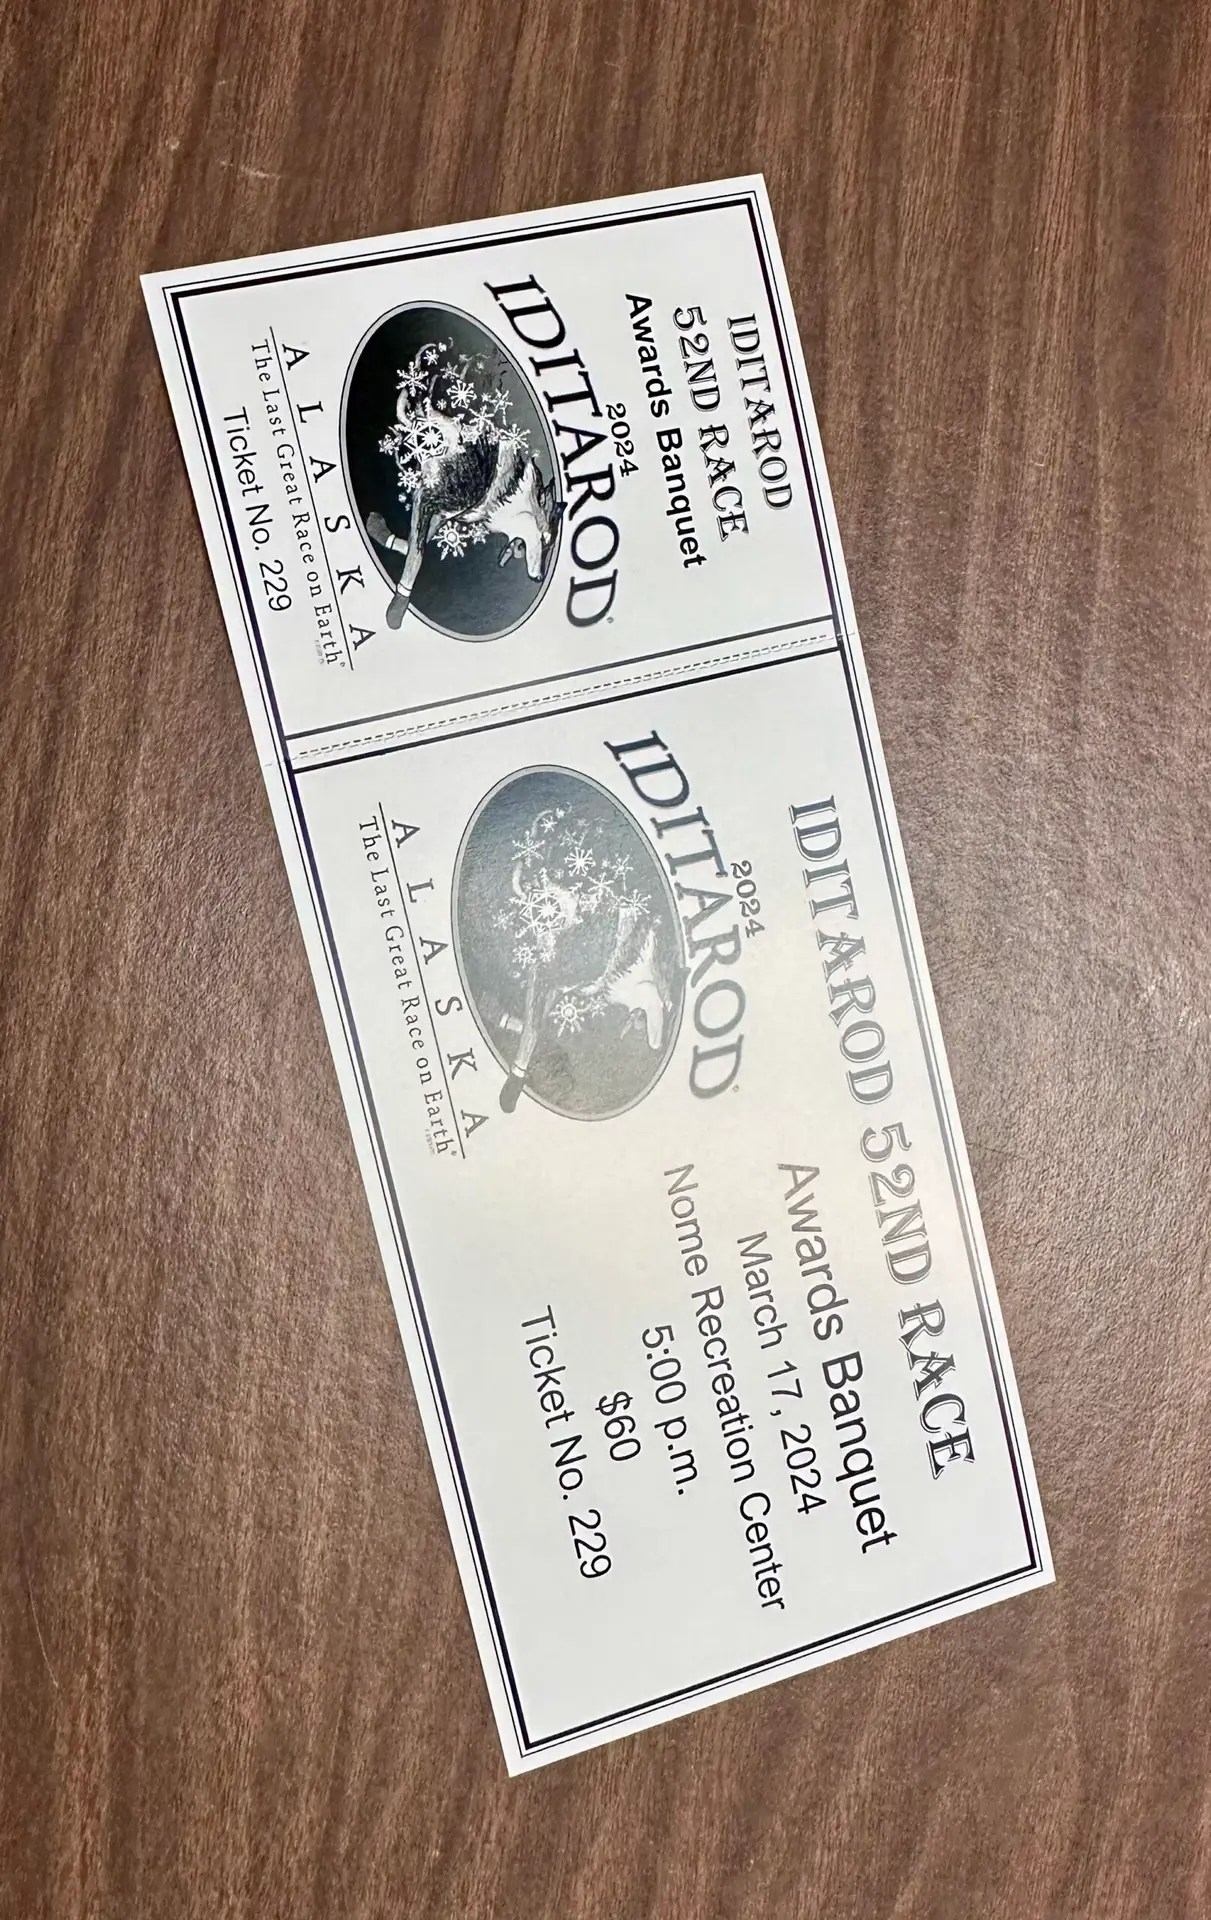 IDITAROD
52ND RACE
Awards Banquet
2024
IDITAROD®
ALASKA
The Last Great Race on Earth®
Ticket No. 229
IDITAROD 52ND RACE
2024
IDITAROD®
ALASKA
The Last Great Race on Earth®
Awards Banquet
March 17, 2024
Nome Recreation Center
5:00 p.m.
$60
Ticket No. 229